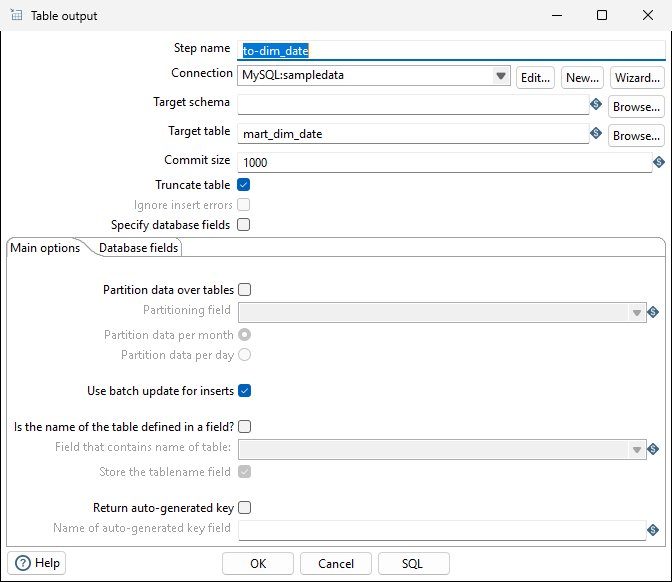 Table output
Step name to-dim_date
Connection MySQL:sampledata Edit... New... Wizard...
Target schema Browse...
Target table mart_dim_date Browse...
Commit size 1000
Truncate table
Ignore insert errors
Specify database fields
Main options Database fields
Partition data over tables
Partitioning field
Partition data per month
Partition data per day
Use batch update for inserts
Is the name of the table defined in a field?
Field that contains name of table:
Store the tablename field
Return auto-generated key
Name of auto-generated key field
Help OK Cancel SQL